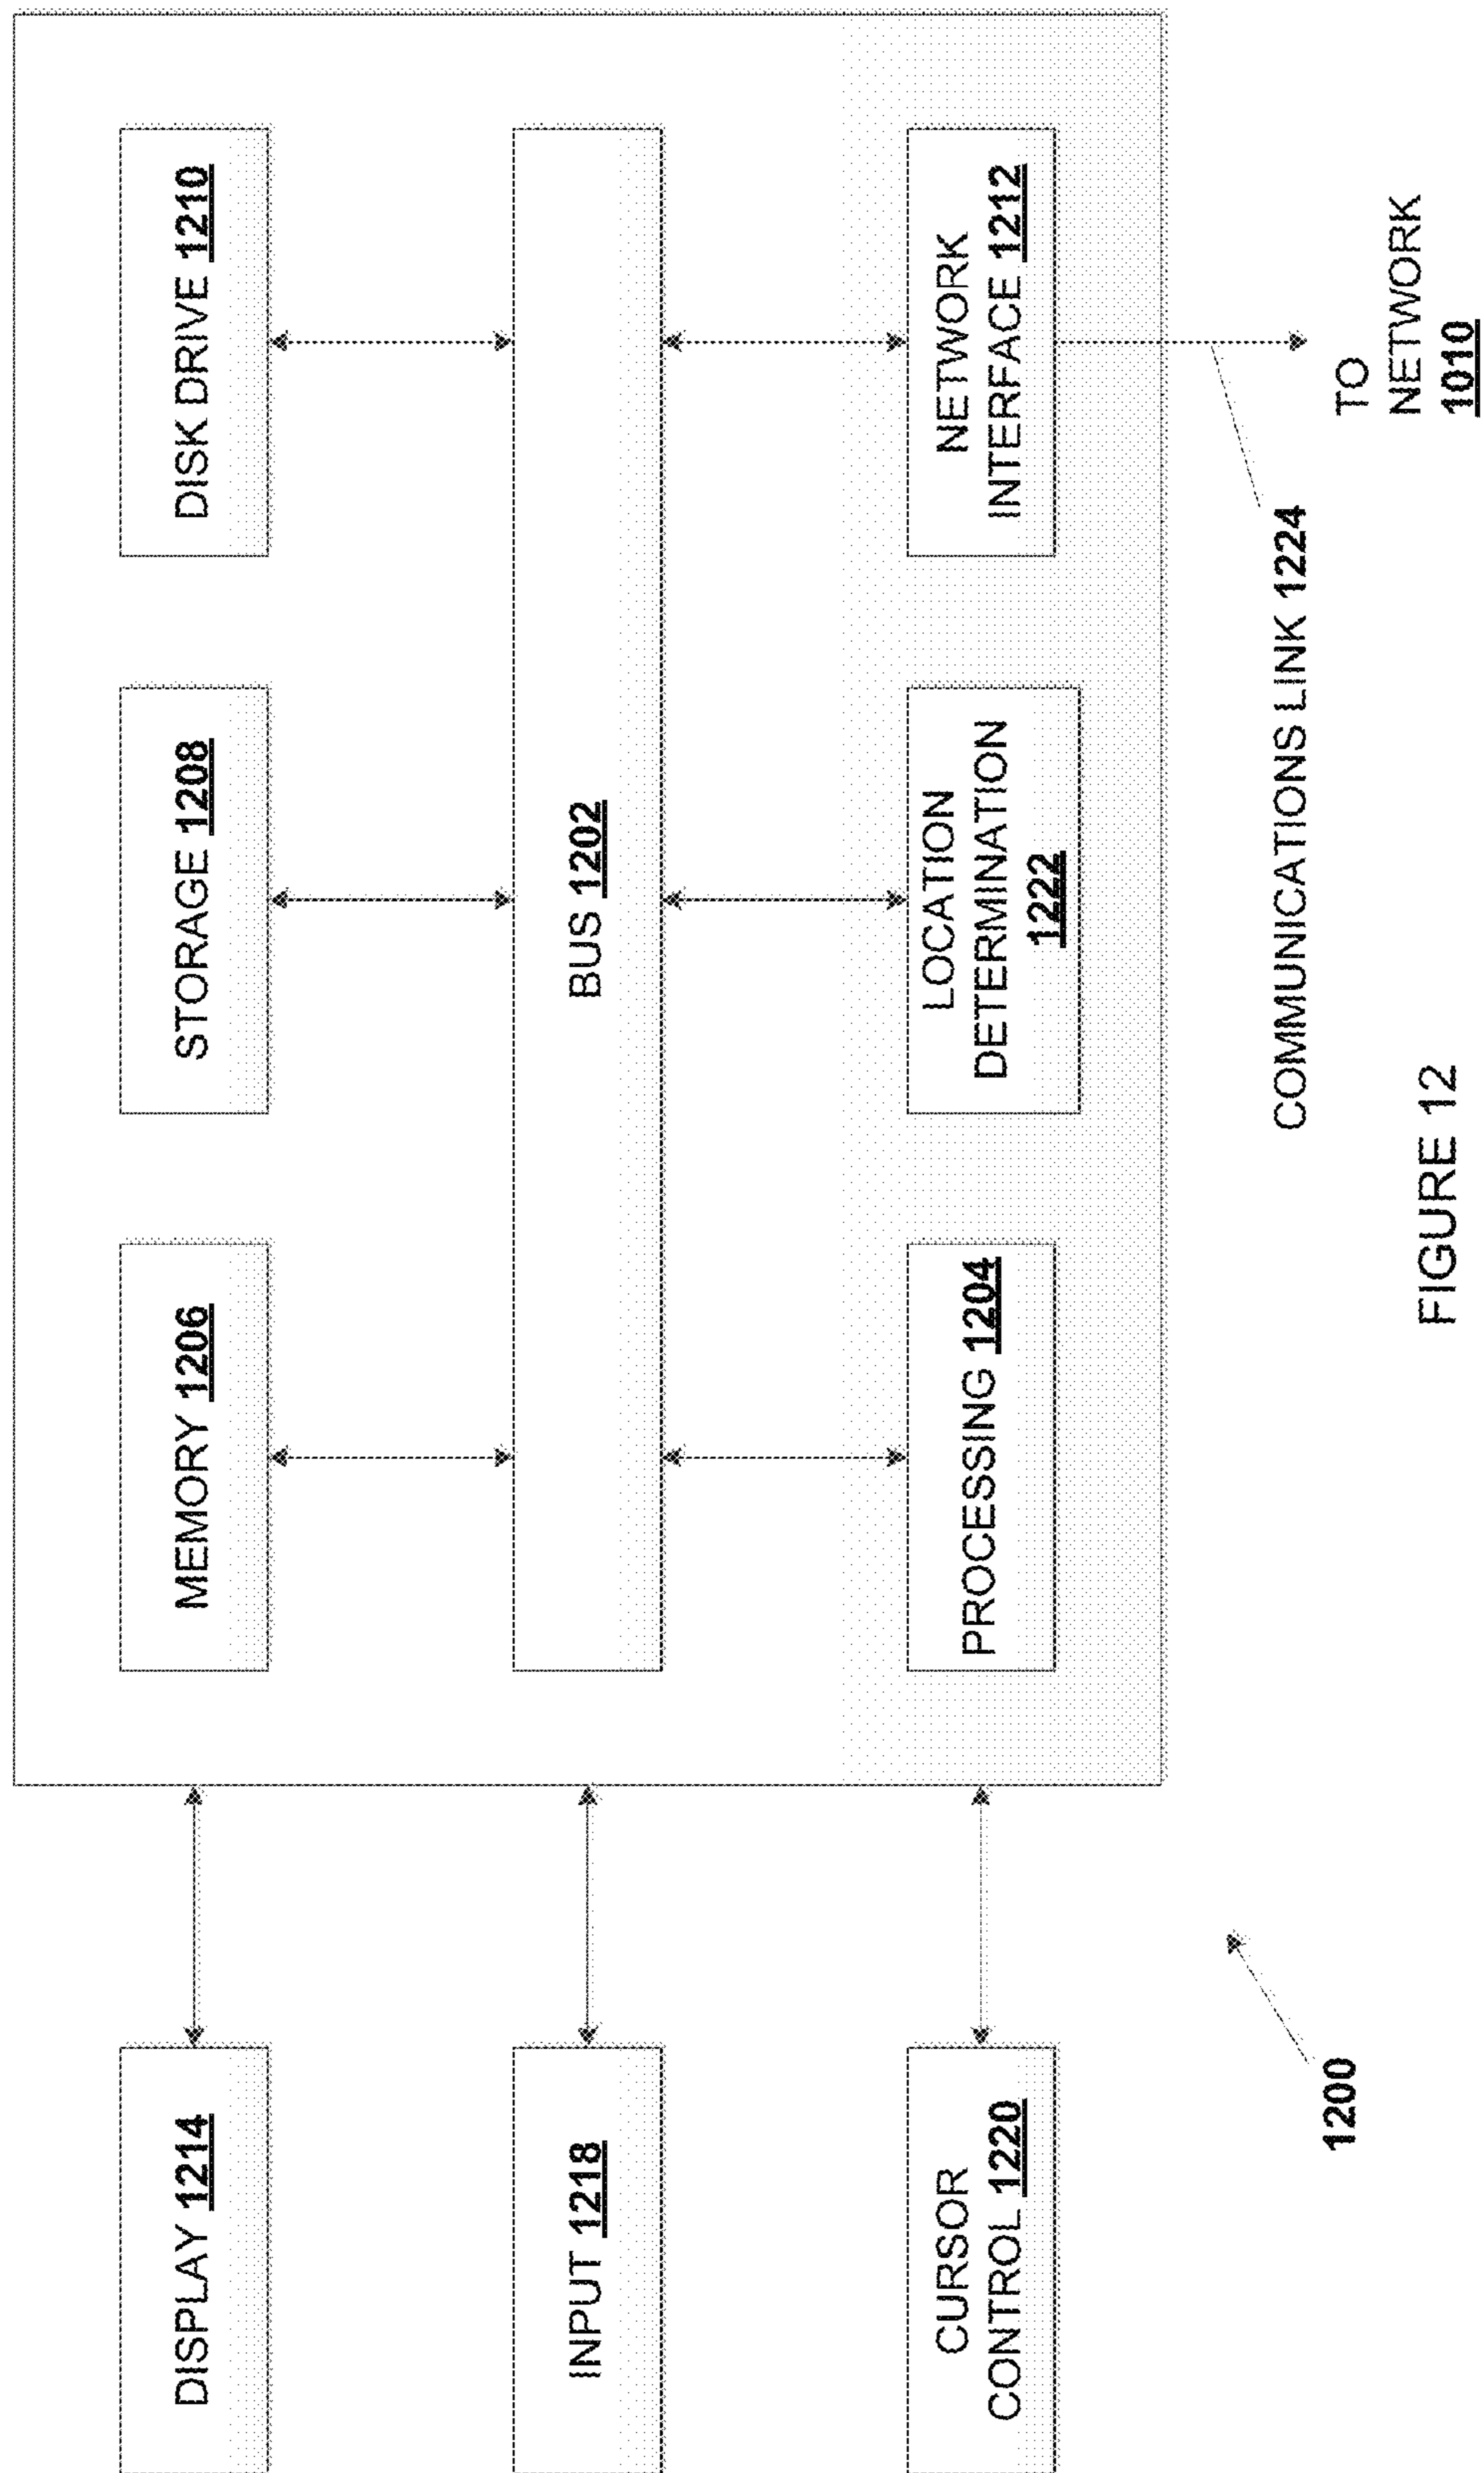 DISPLAY 1214
MEMORY 1206
STORAGE 1208
DISK DRIVE 1210
INPUT 1218
BUS 1202
CURSOR
CONTROL 1220
PROCESSING 1204
LOCATION
DETERMINATION
1222
NETWORK
INTERFACE 1212
1200
COMMUNICATIONS LINK 1224
TO
NETWORK
1010
FIGURE 12